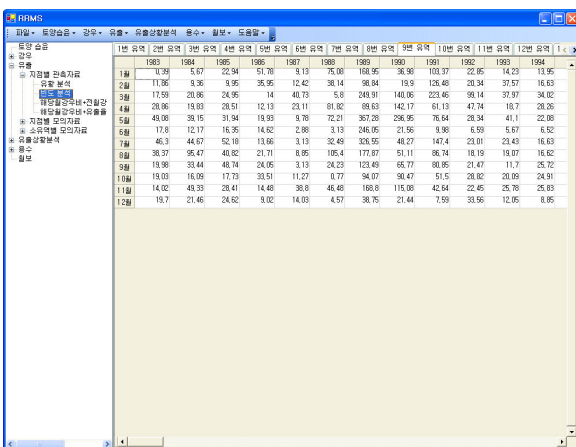 RRMS
파일 토양습윤 강우 유출 유출상황분석 용수 월보 도움말
토양 습윤
강우
유출
지점별 관측자료
유황 분석
빈도 분석
해당월강우비+전월강
해당월강우비+유출율
지점별 모의자료
소유역별 모의자료
유출상황분석
용수
월보
1번 유역 2번 유역 3번 유역 4번 유역 5번 유역 6번 유역 7번 유역 8번 유역 9번 유역 10번 유역 11번 유역 12번 유역 1
1983 1984 1985 1986 1987 1988 1989 1990 1991 1992 1993 1994
1월 0,39 5,67 22,94 51,78 9,13 75,08 168,95 36,98 103,37 22,85 14,23 13,95
2월 11,86 9,36 9,95 35,95 12,42 38,14 98,84 19,9 126,48 20,34 37,57 16,63
3월 17,59 20,86 24,95 14 40,73 5,8 249,91 140,06 223,46 99,14 37,97 34,02
4월 28,86 19,83 28,51 12,13 23,11 81,82 89,63 142,17 61,13 47,74 18,7 28,26
5월 49,08 39,15 31,94 19,93 9,78 72,21 367,28 296,95 76,64 28,34 41,1 22,08
6월 17,8 12,17 16,35 14,62 2,88 3,13 246,05 21,56 9,98 6,59 5,67 6,52
7월 46,3 44,67 52,18 13,66 3,13 32,49 326,55 48,27 147,4 23,01 23,43 16,63
8월 38,37 95,47 40,82 21,71 8,85 105,4 177,87 51,11 86,74 18,19 19,07 16,62
9월 19,98 33,44 48,74 24,05 3,13 24,23 123,49 65,77 80,85 21,47 11,7 25,72
10월 19,03 16,09 17,73 33,51 11,27 0,77 94,07 90,47 51,5 28,82 20,09 24,91
11월 14,02 49,33 28,41 14,48 38,8 46,48 168,8 115,08 42,64 22,45 25,78 25,83
12월 19,7 21,46 24,62 9,02 14,03 4,57 38,75 21,44 7,59 33,56 12,05 8,85